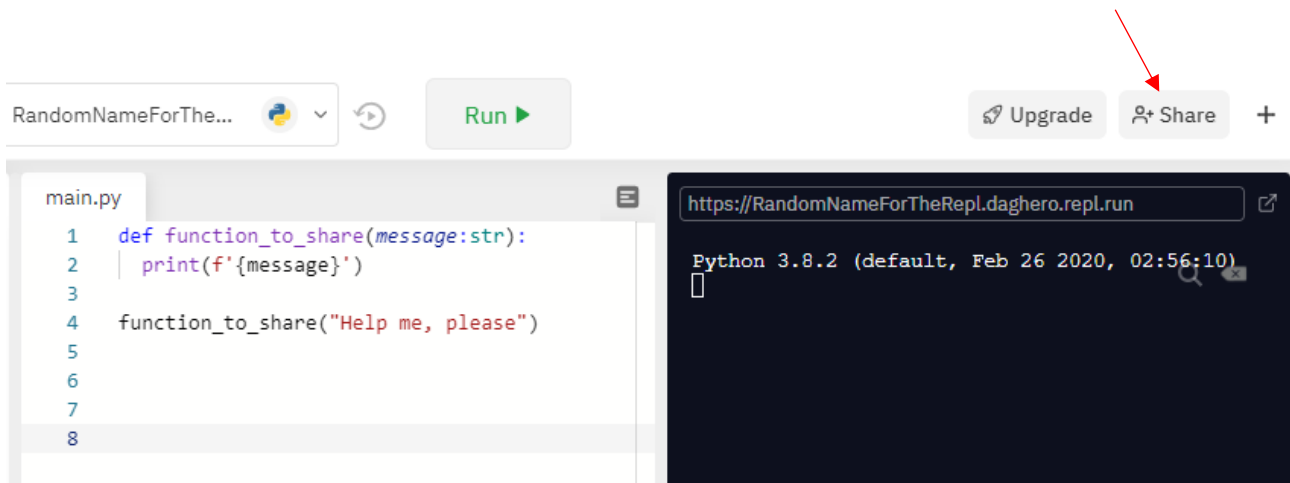 RandomNameForThe...
Run
Upgrade
Share
+
main.py
1 def function_to_share(message:str):
2   print(f'{message}')
3
4 function_to_share("Help me, please")
5
6
7
8
https://RandomNameForTheRepl.daghero.repl.run
Python 3.8.2 (default, Feb 26 2020, 02:56:10)